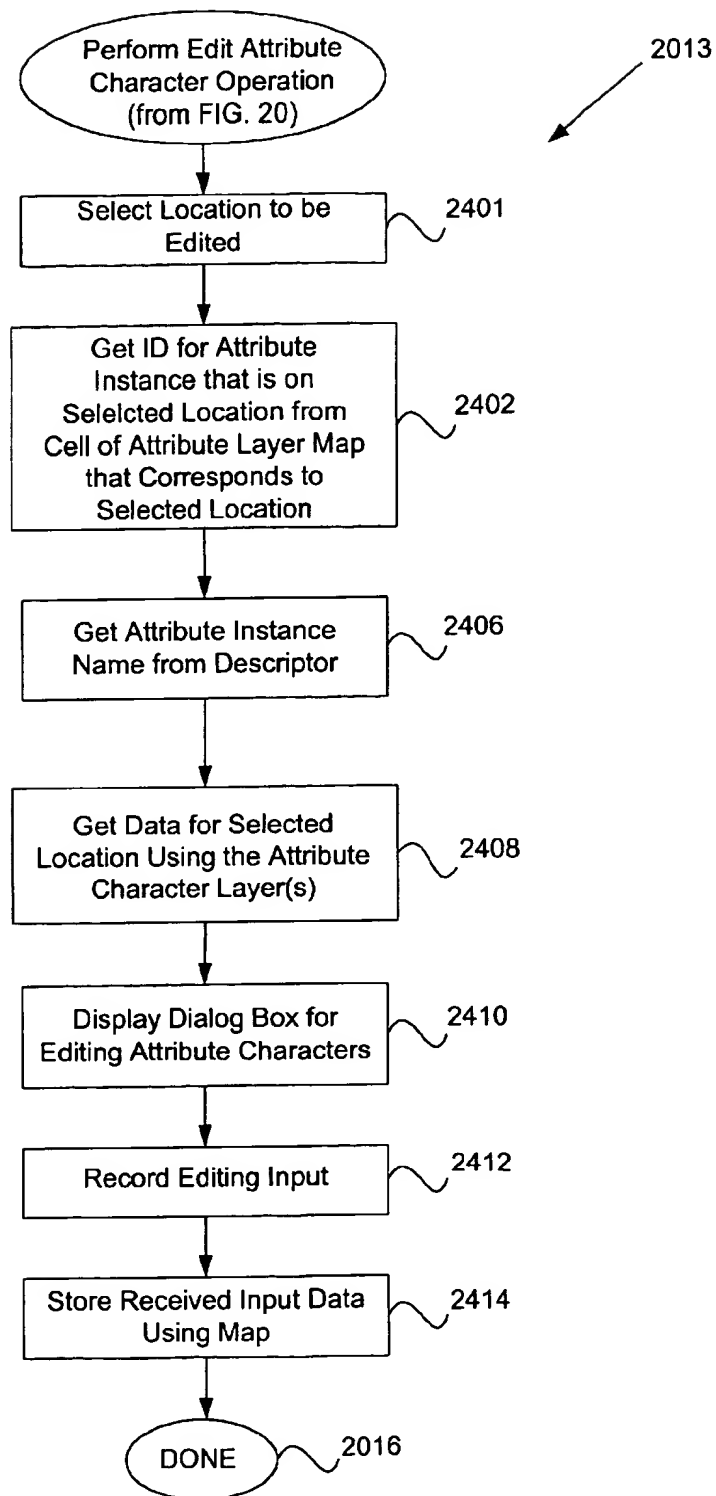 Perform Edit Attribute
Character Operation
(from FIG. 20)
2013
Select Location to be
Edited
2401
Get ID for Attribute
Instance that is on
Selelcted Location from
Cell of Attribute Layer Map
that Corresponds to
Selected Location
2402
Get Attribute Instance
Name from Descriptor
2406
Get Data for Selected
Location Using the Attribute
Character Layer(s)
2408
Display Dialog Box for
Editing Attribute Characters
2410
Record Editing Input
2412
Store Received Input Data
Using Map
2414
DONE
2016